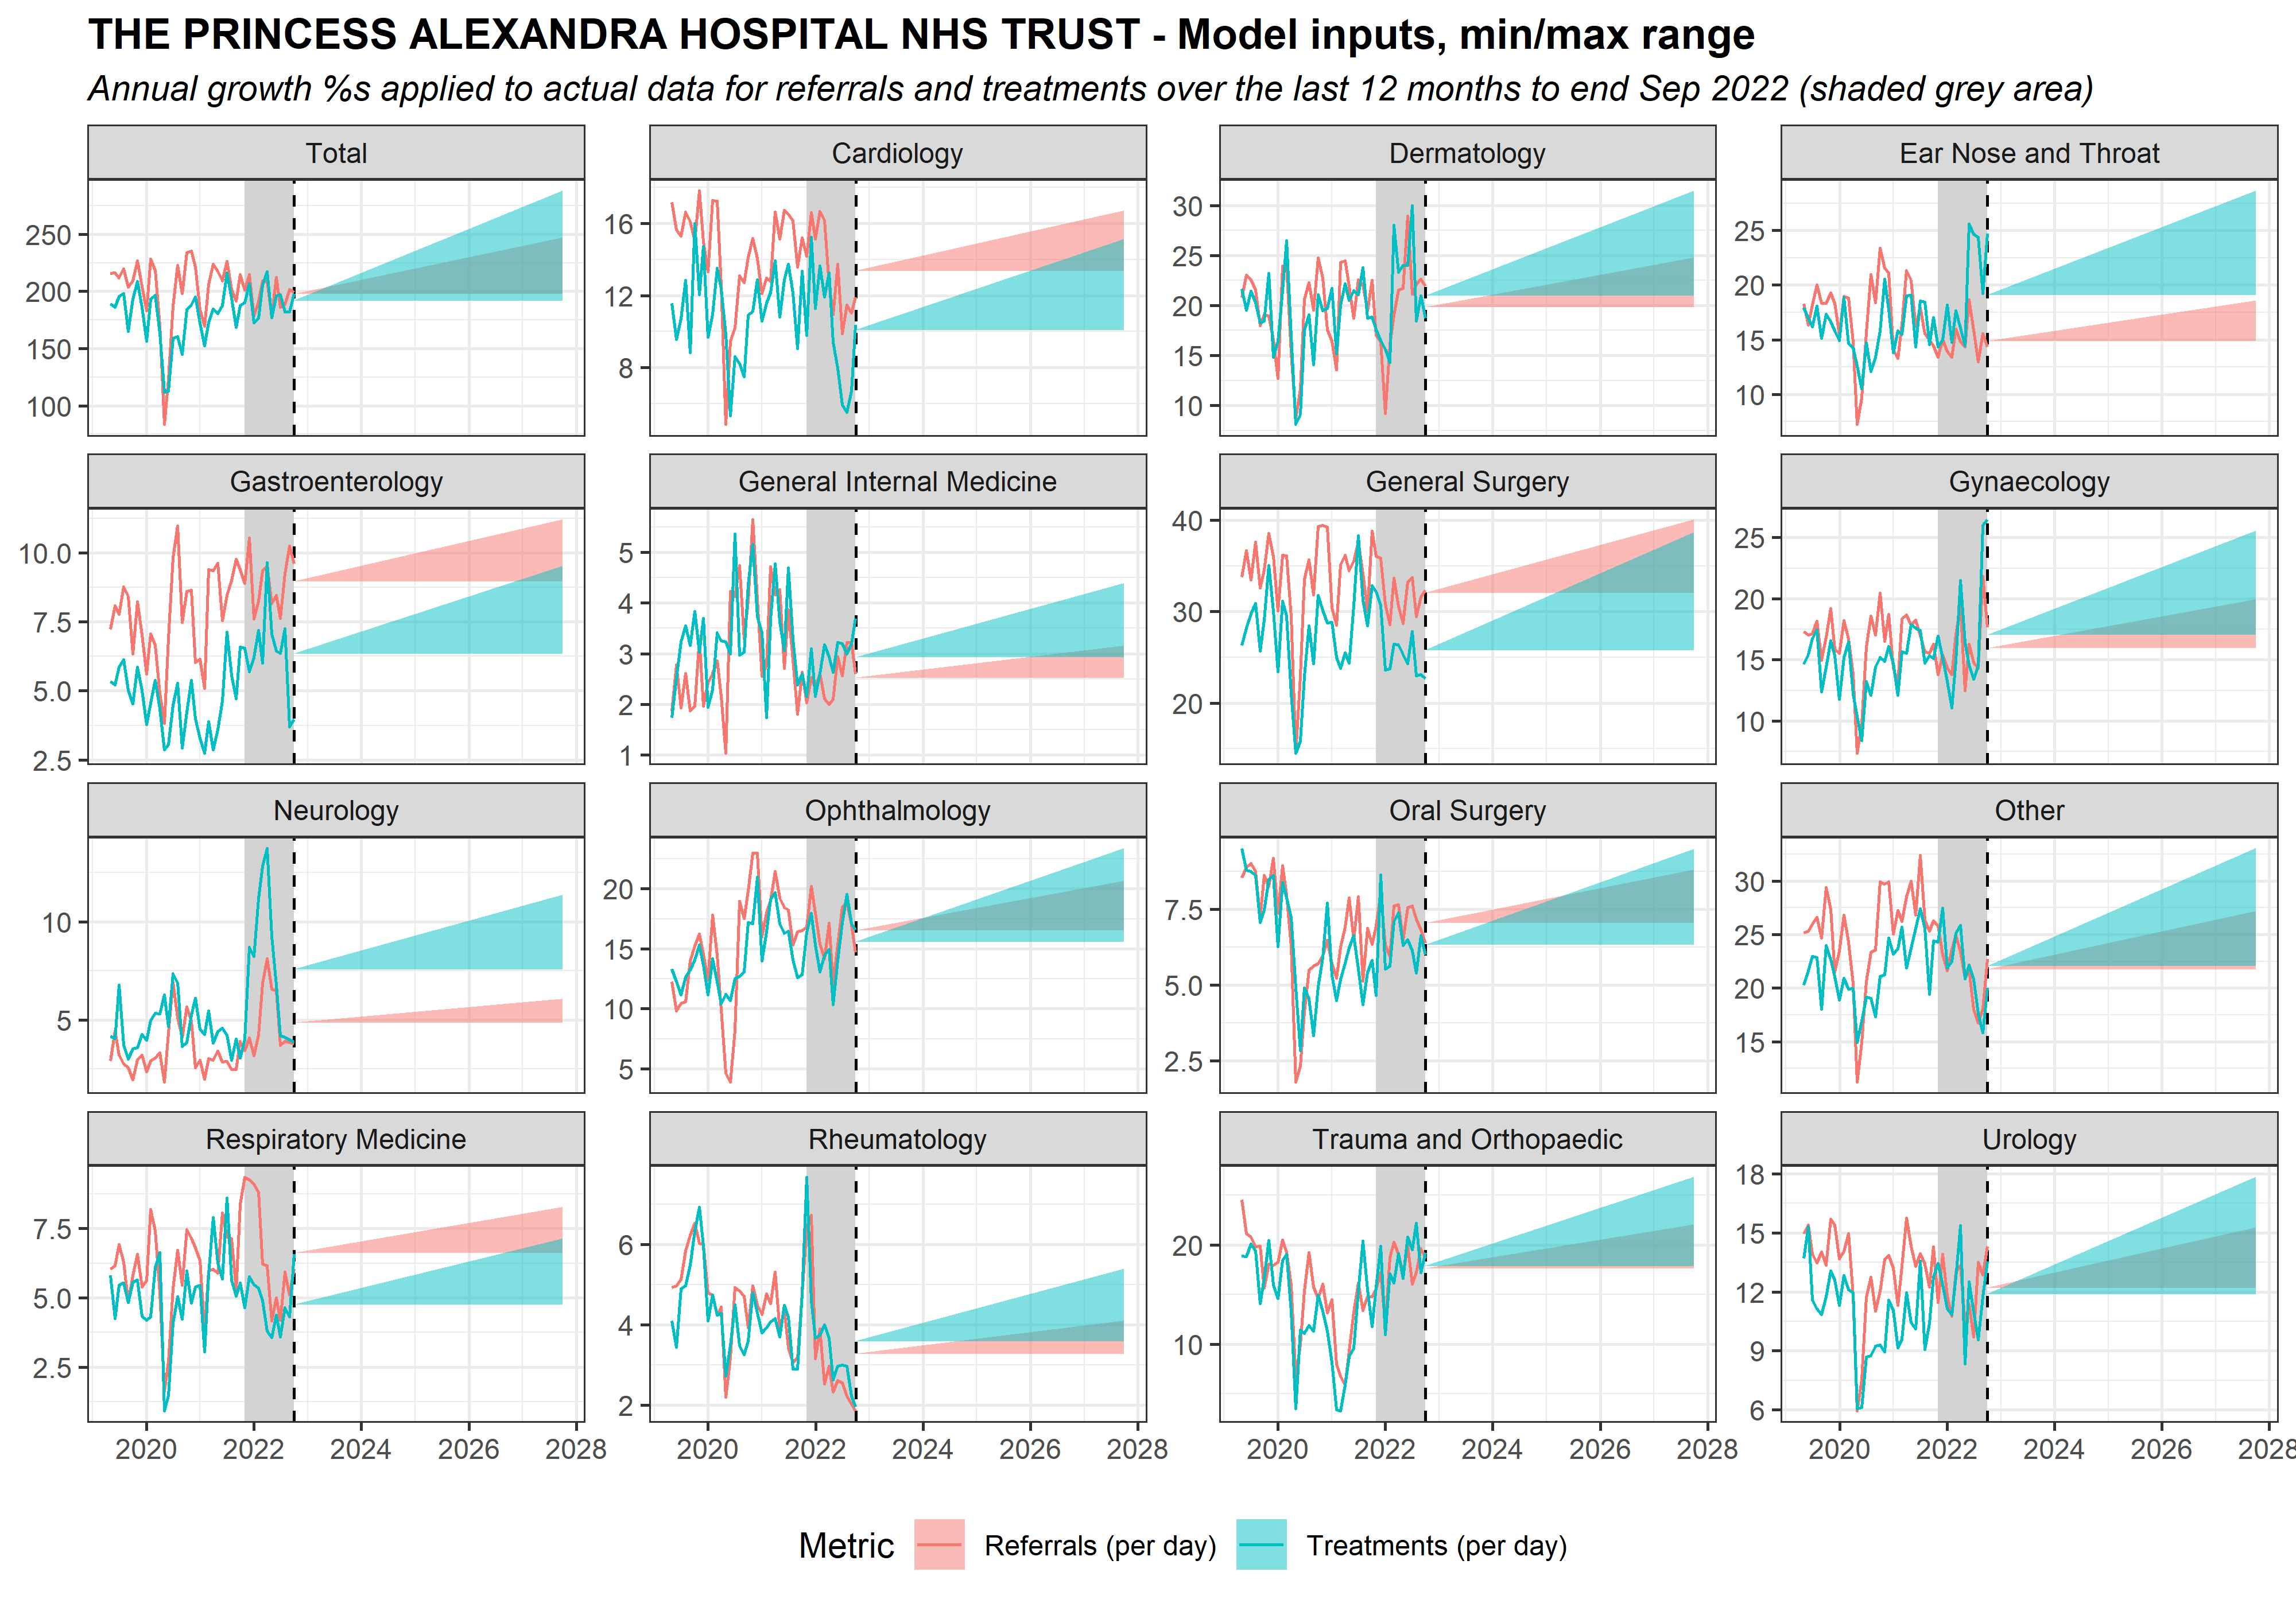 THE PRINCESS ALEXANDRA HOSPITAL NHS TRUST - Model inputs, min/max range
Annual growth %s applied to actual data for referrals and treatments over the last 12 months to end Sep 2022 (shaded grey area)
Total
Cardiology
Dermatology
Ear Nose and Throat
250
200
150
100
16
12
8
30
25
20
15
10
25
20
15
10
Gastroenterology
General Internal Medicine
General Surgery
Gynaecology
10.0
7.5
5.0
2.5
5
4
3
2
1
40
30
20
25
20
15
10
Neurology
Ophthalmology
Oral Surgery
Other
10
5
20
15
10
5
7.5
5.0
2.5
30
25
20
15
Respiratory Medicine
Rheumatology
Trauma and Orthopaedic
Urology
7.5
5.0
2.5
6
4
2
20
10
18
15
12
9
6
2020 2022 2024 2026 2028
2020 2022 2024 2026 2028
2020 2022 2024 2026 2028
2020 2022 2024 2026 2028
Metric Referrals (per day) Treatments (per day)